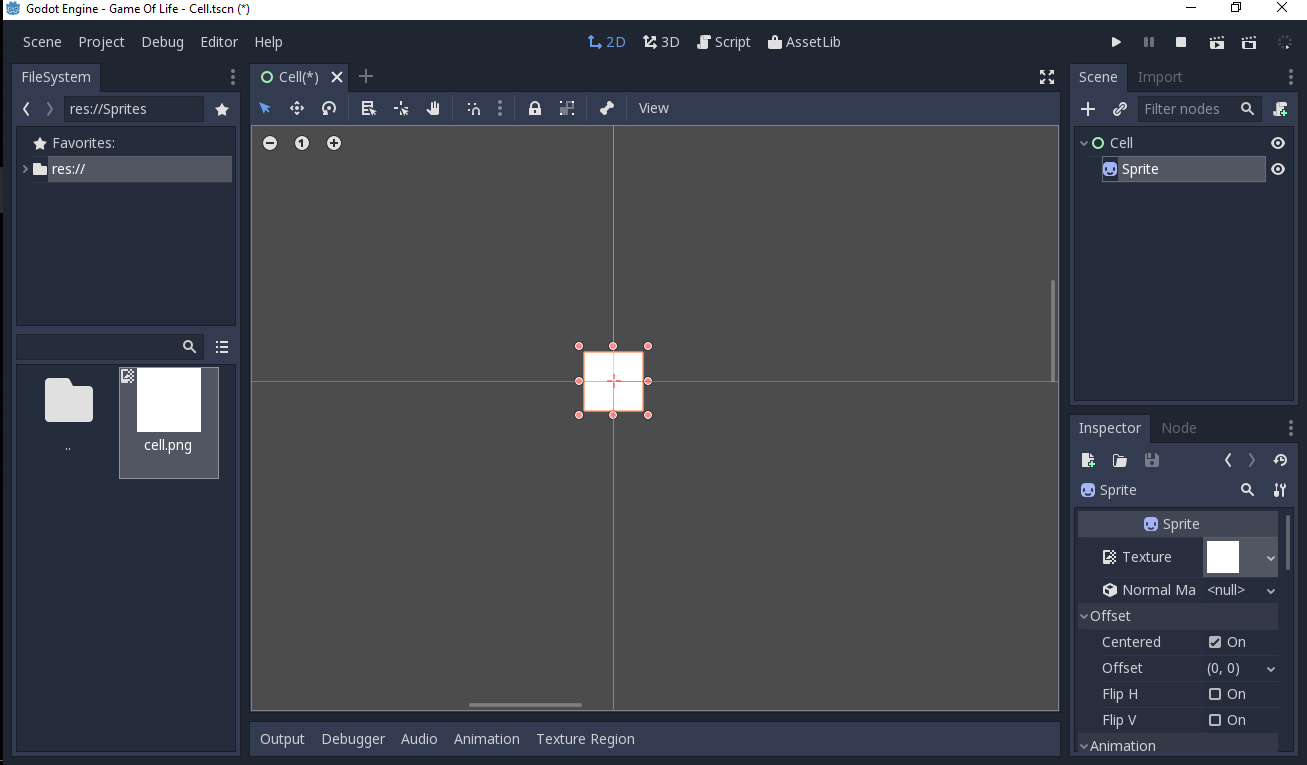 Godot Engine - Game Of Life - Cell.tscn (*)
Scene Project Debug Editor Help
2D 3D Script AssetLib
FileSystem
res://Sprites
Favorites:
res://
..
cell.png
Cell(*)
View
1
Output Debugger Audio Animation Texture Region
Scene Import
Filter nodes
Cell
Sprite
Inspector Node
Sprite
Sprite
Texture
Normal Ma <null>
Offset
Centered On
Offset (0, 0)
Flip H On
Flip V On
Animation